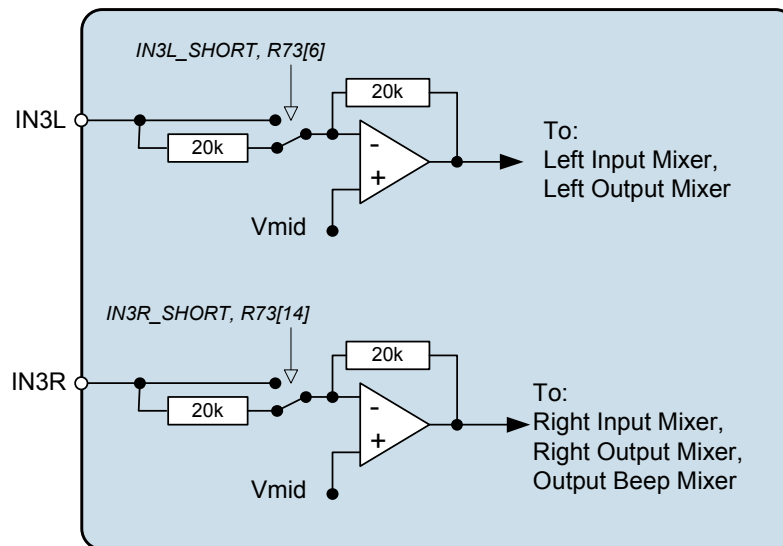 IN3L_SHORT, R73[6]
20k
IN3L
20k
-
+
Vmid
To:
Left Input Mixer,
Left Output Mixer
IN3R_SHORT, R73[14]
20k
IN3R
20k
-
+
Vmid
To:
Right Input Mixer,
Right Output Mixer,
Output Beep Mixer